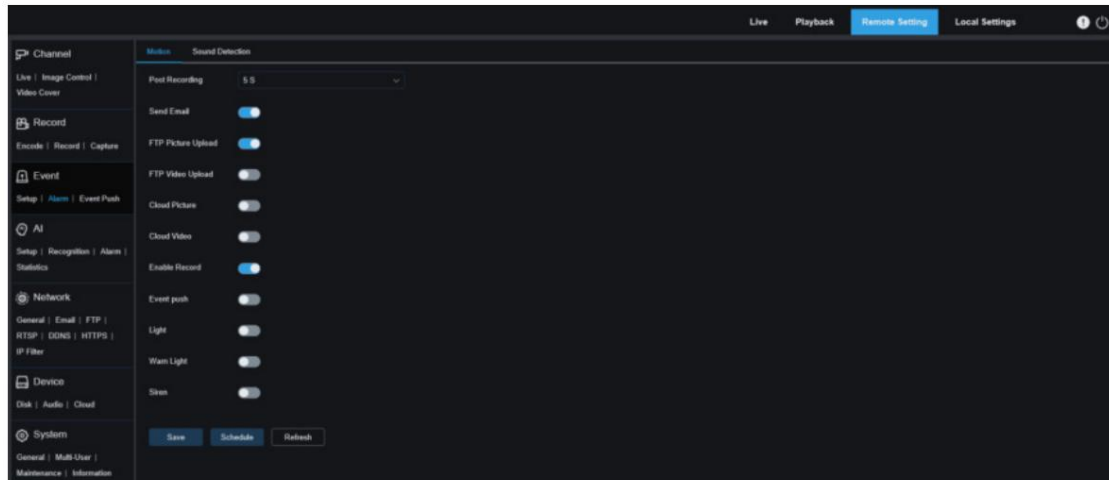 Live Playback Remote Setting Local Settings
Channel
Live | Image Control |
Video Cover
Record
Encode | Record | Capture
Event
Setup | Alarm | Event Push
AI
Setup | Recognition | Alarm |
Statistics
Network
General | Email | FTP |
RTSP | DDNS | HTTPS |
IP Filter
Device
Disk | Audio | Cloud
System
General | Multi-User |
Maintenance | Information
Motion Sound Detection
Post Recording 5 S
Send Email
FTP Picture Upload
FTP Video Upload
Cloud Picture
Cloud Video
Enable Record
Event push
Light
Warn Light
Siren
Save Schedule Refresh